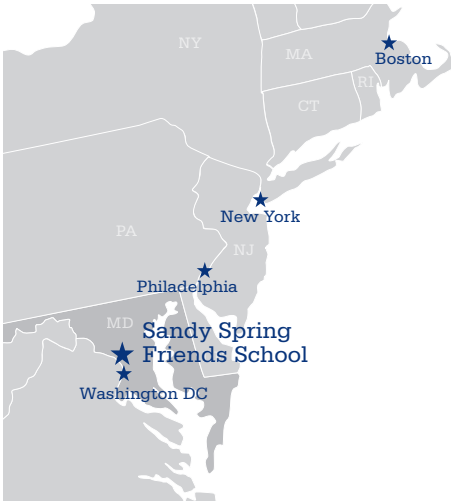 NY
MA
Boston
RI
CT
New York
PA
NJ
Philadelphia
MD
Sandy Spring
Friends School
Washington DC